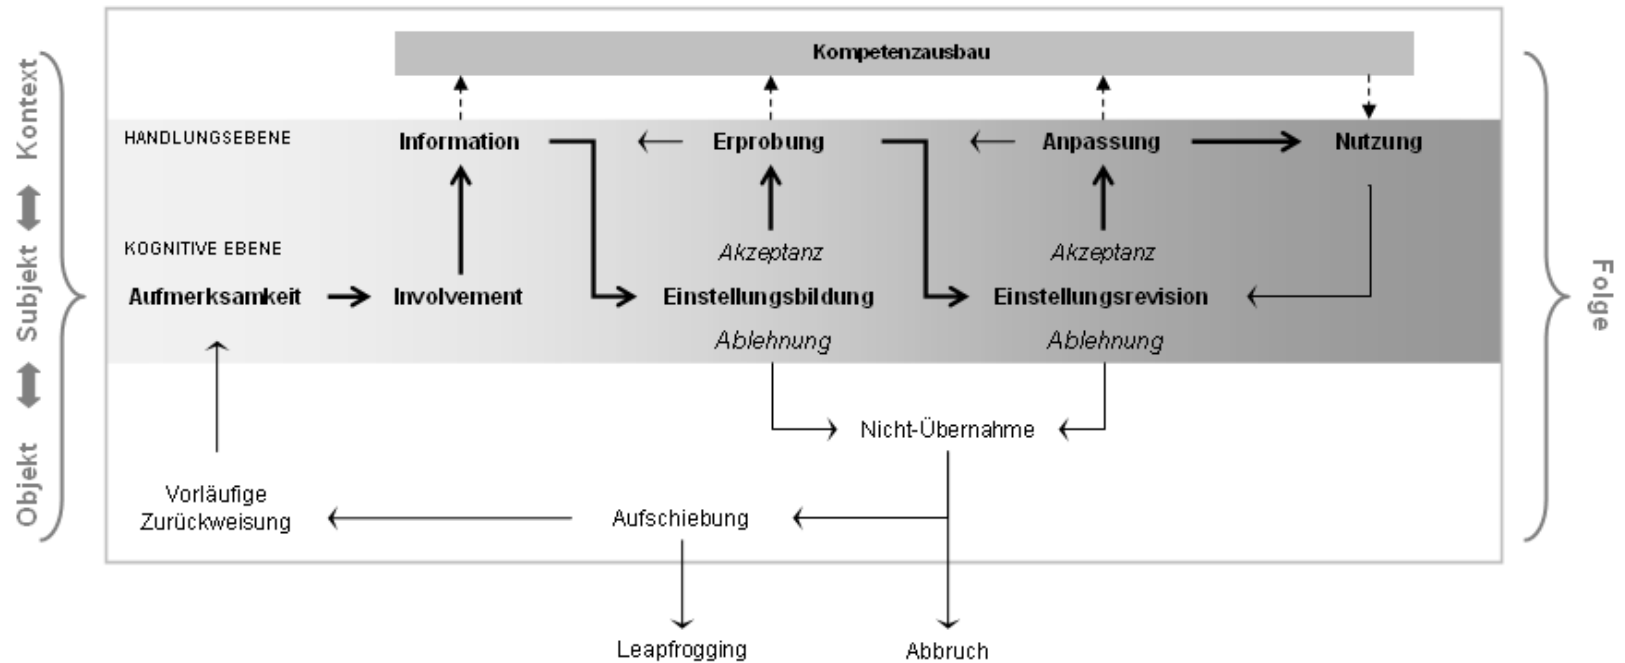 Kompetenzausbau
HANDLUNGSEBENE
Information
Erprobung
Anpassung
Nutzung
KOGNITIVE EBENE
Akzeptanz
Akzeptanz
Aufmerksamkeit
Involvement
Einstellungsbildung
Einstellungsrevision
Ablehnung
Ablehnung
Nicht-Übernahme
Vorläufige
Zurückweisung
Aufschiebung
Leapfrogging
Abbruch
Kontext
Subjekt
Objekt
Folge